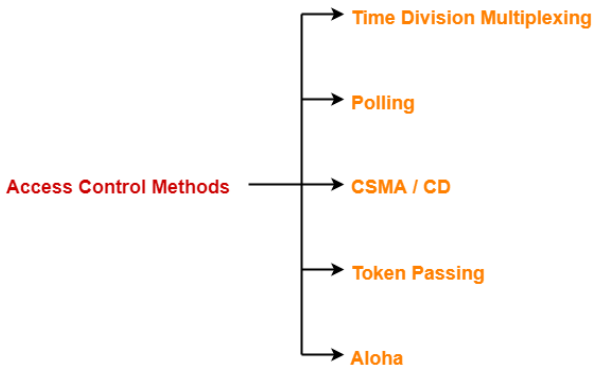 Time Division Multiplexing
Polling
Access Control Methods
CSMA / CD
Token Passing
Aloha